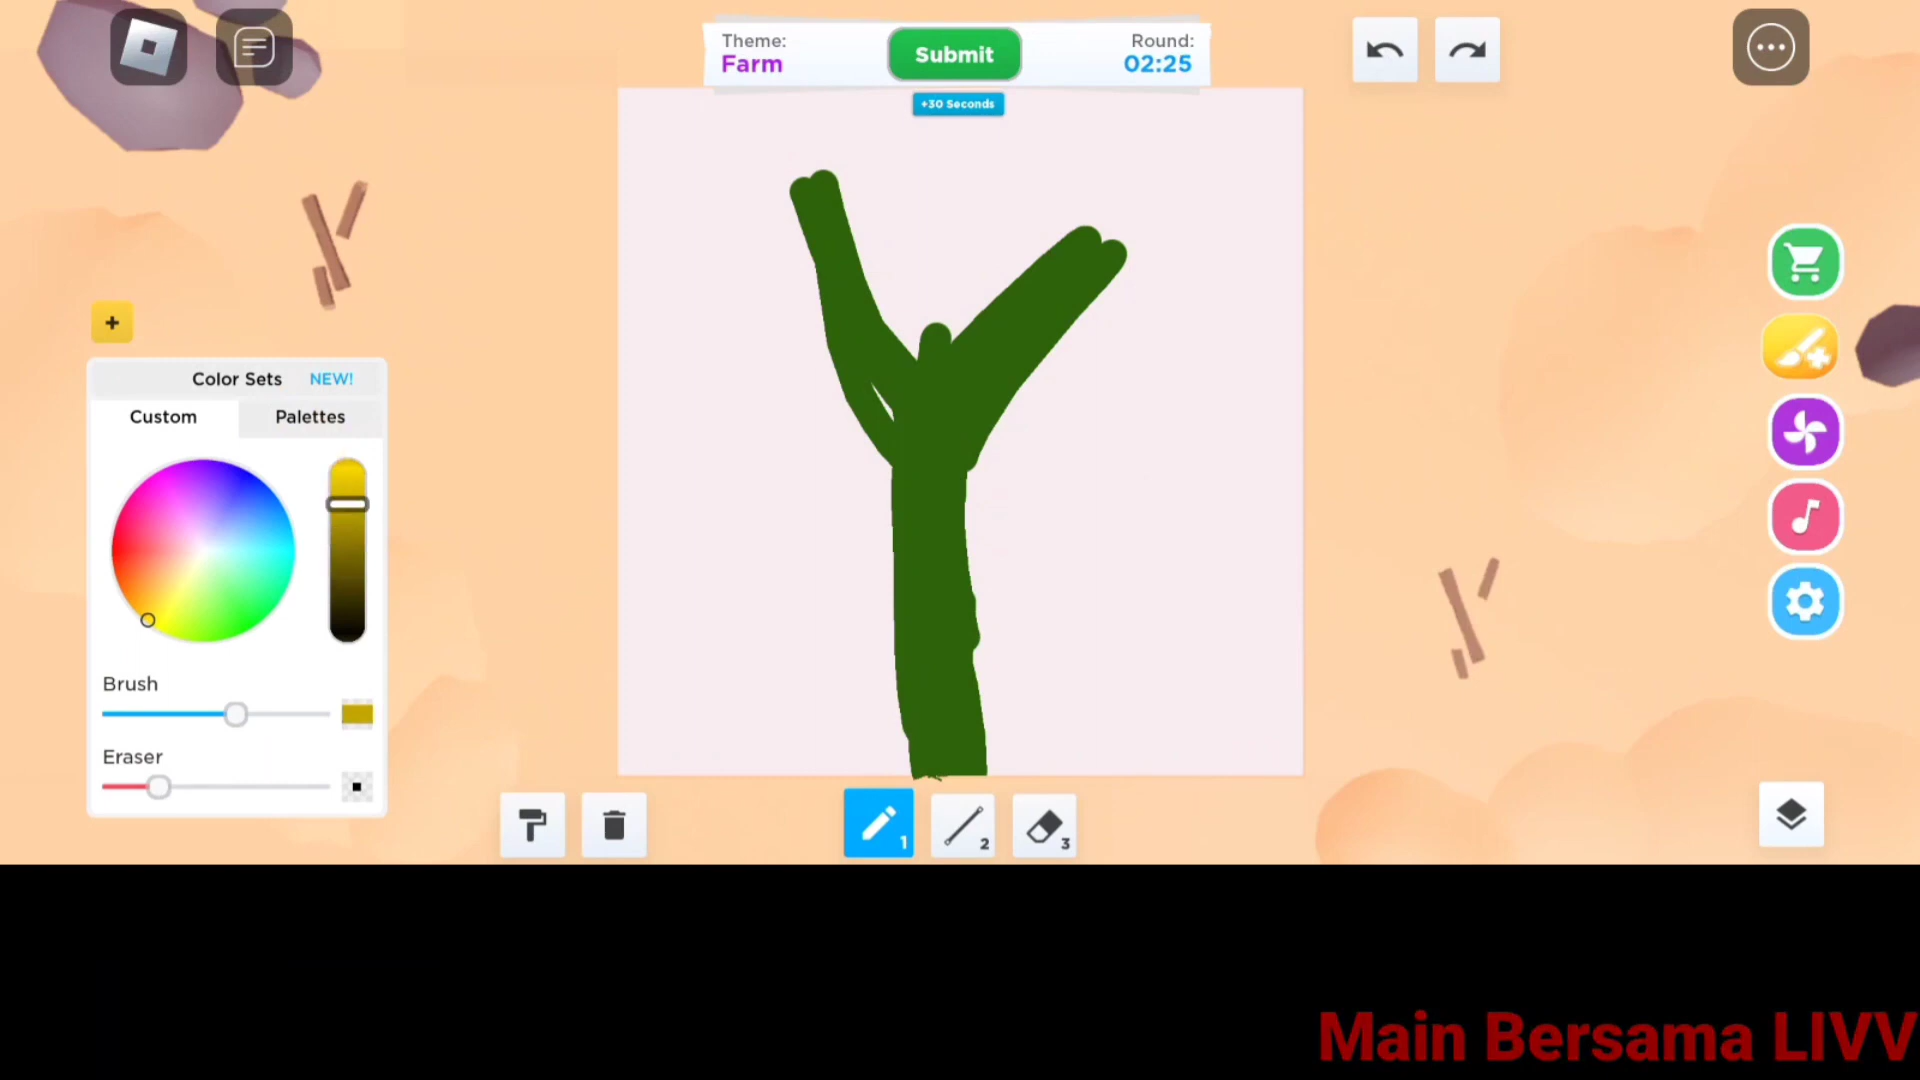 Theme:
Farm
Submit
Round:
02:25
+30 Seconds
+
Color Sets NEW!
Custom Palettes
Brush
Eraser
1
2
3
Main Bersama LIVV